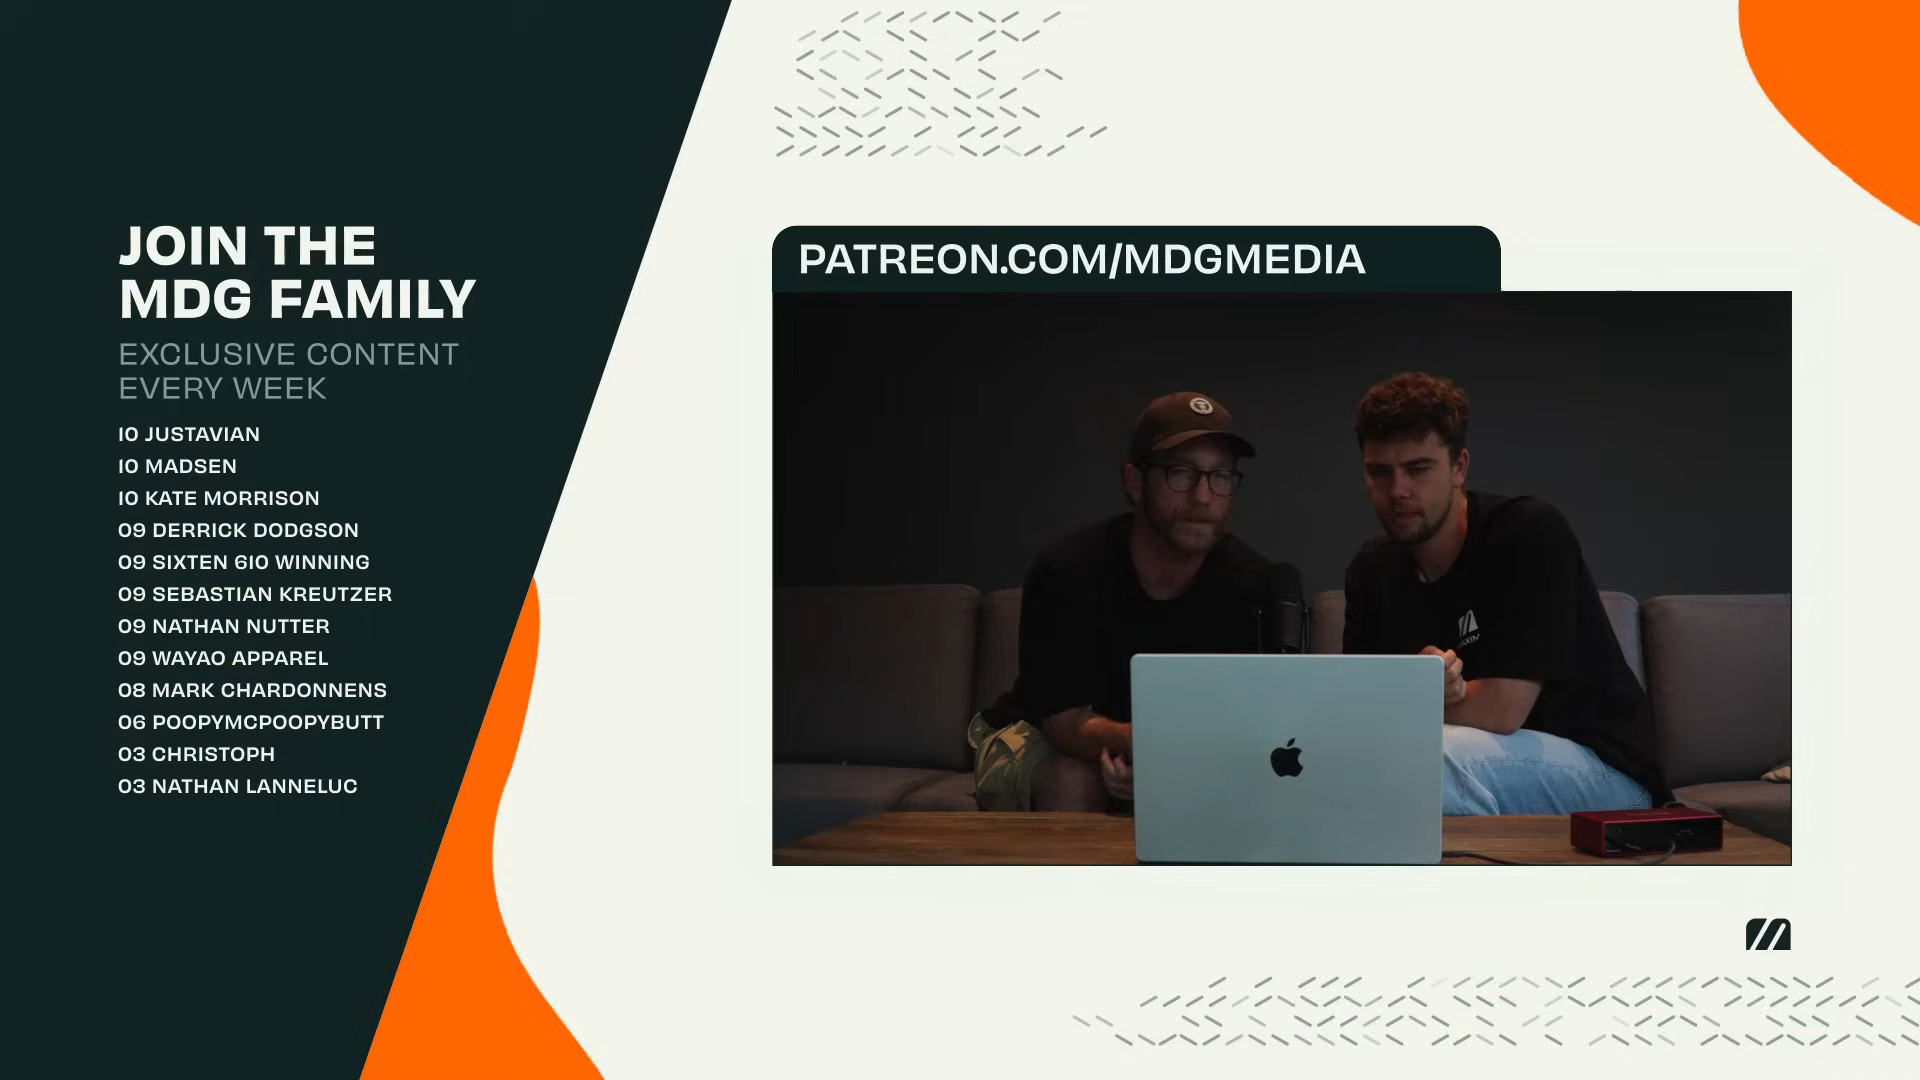 JOIN THE
MDG FAMILY
EXCLUSIVE CONTENT
EVERY WEEK
10 JUSTAVIAN
10 MADSEN
10 KATE MORRISON
09 DERRICK DODGSON
09 SIXTEN 610 WINNING
09 SEBASTIAN KREUTZER
09 NATHAN NUTTER
09 WAYAO APPAREL
08 MARK CHARDONNENS
06 POOPYMCPOOPYBUTT
03 CHRISTOPH
03 NATHAN LANNELUC
PATREON.COM/MDGMEDIA